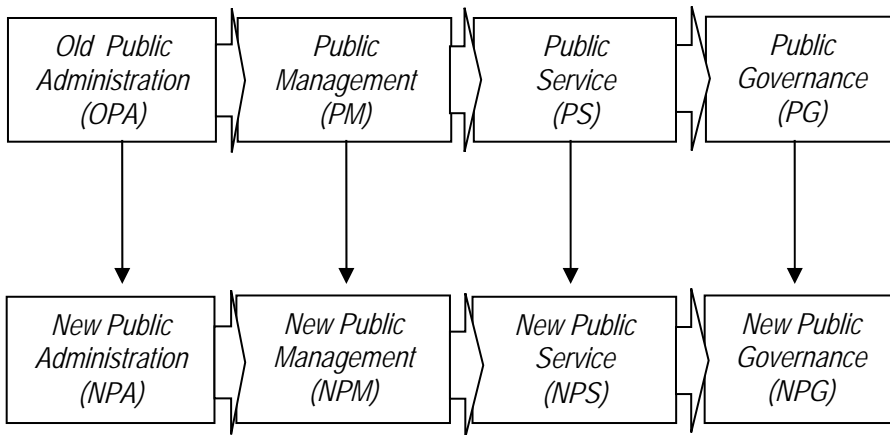 Old Public
Administration
(OPA)
Public
Management
(PM)
Public
Service
(PS)
Public
Governance
(PG)
New Public
Administration
(NPA)
New Public
Management
(NPM)
New Public
Service
(NPS)
New Public
Governance
(NPG)